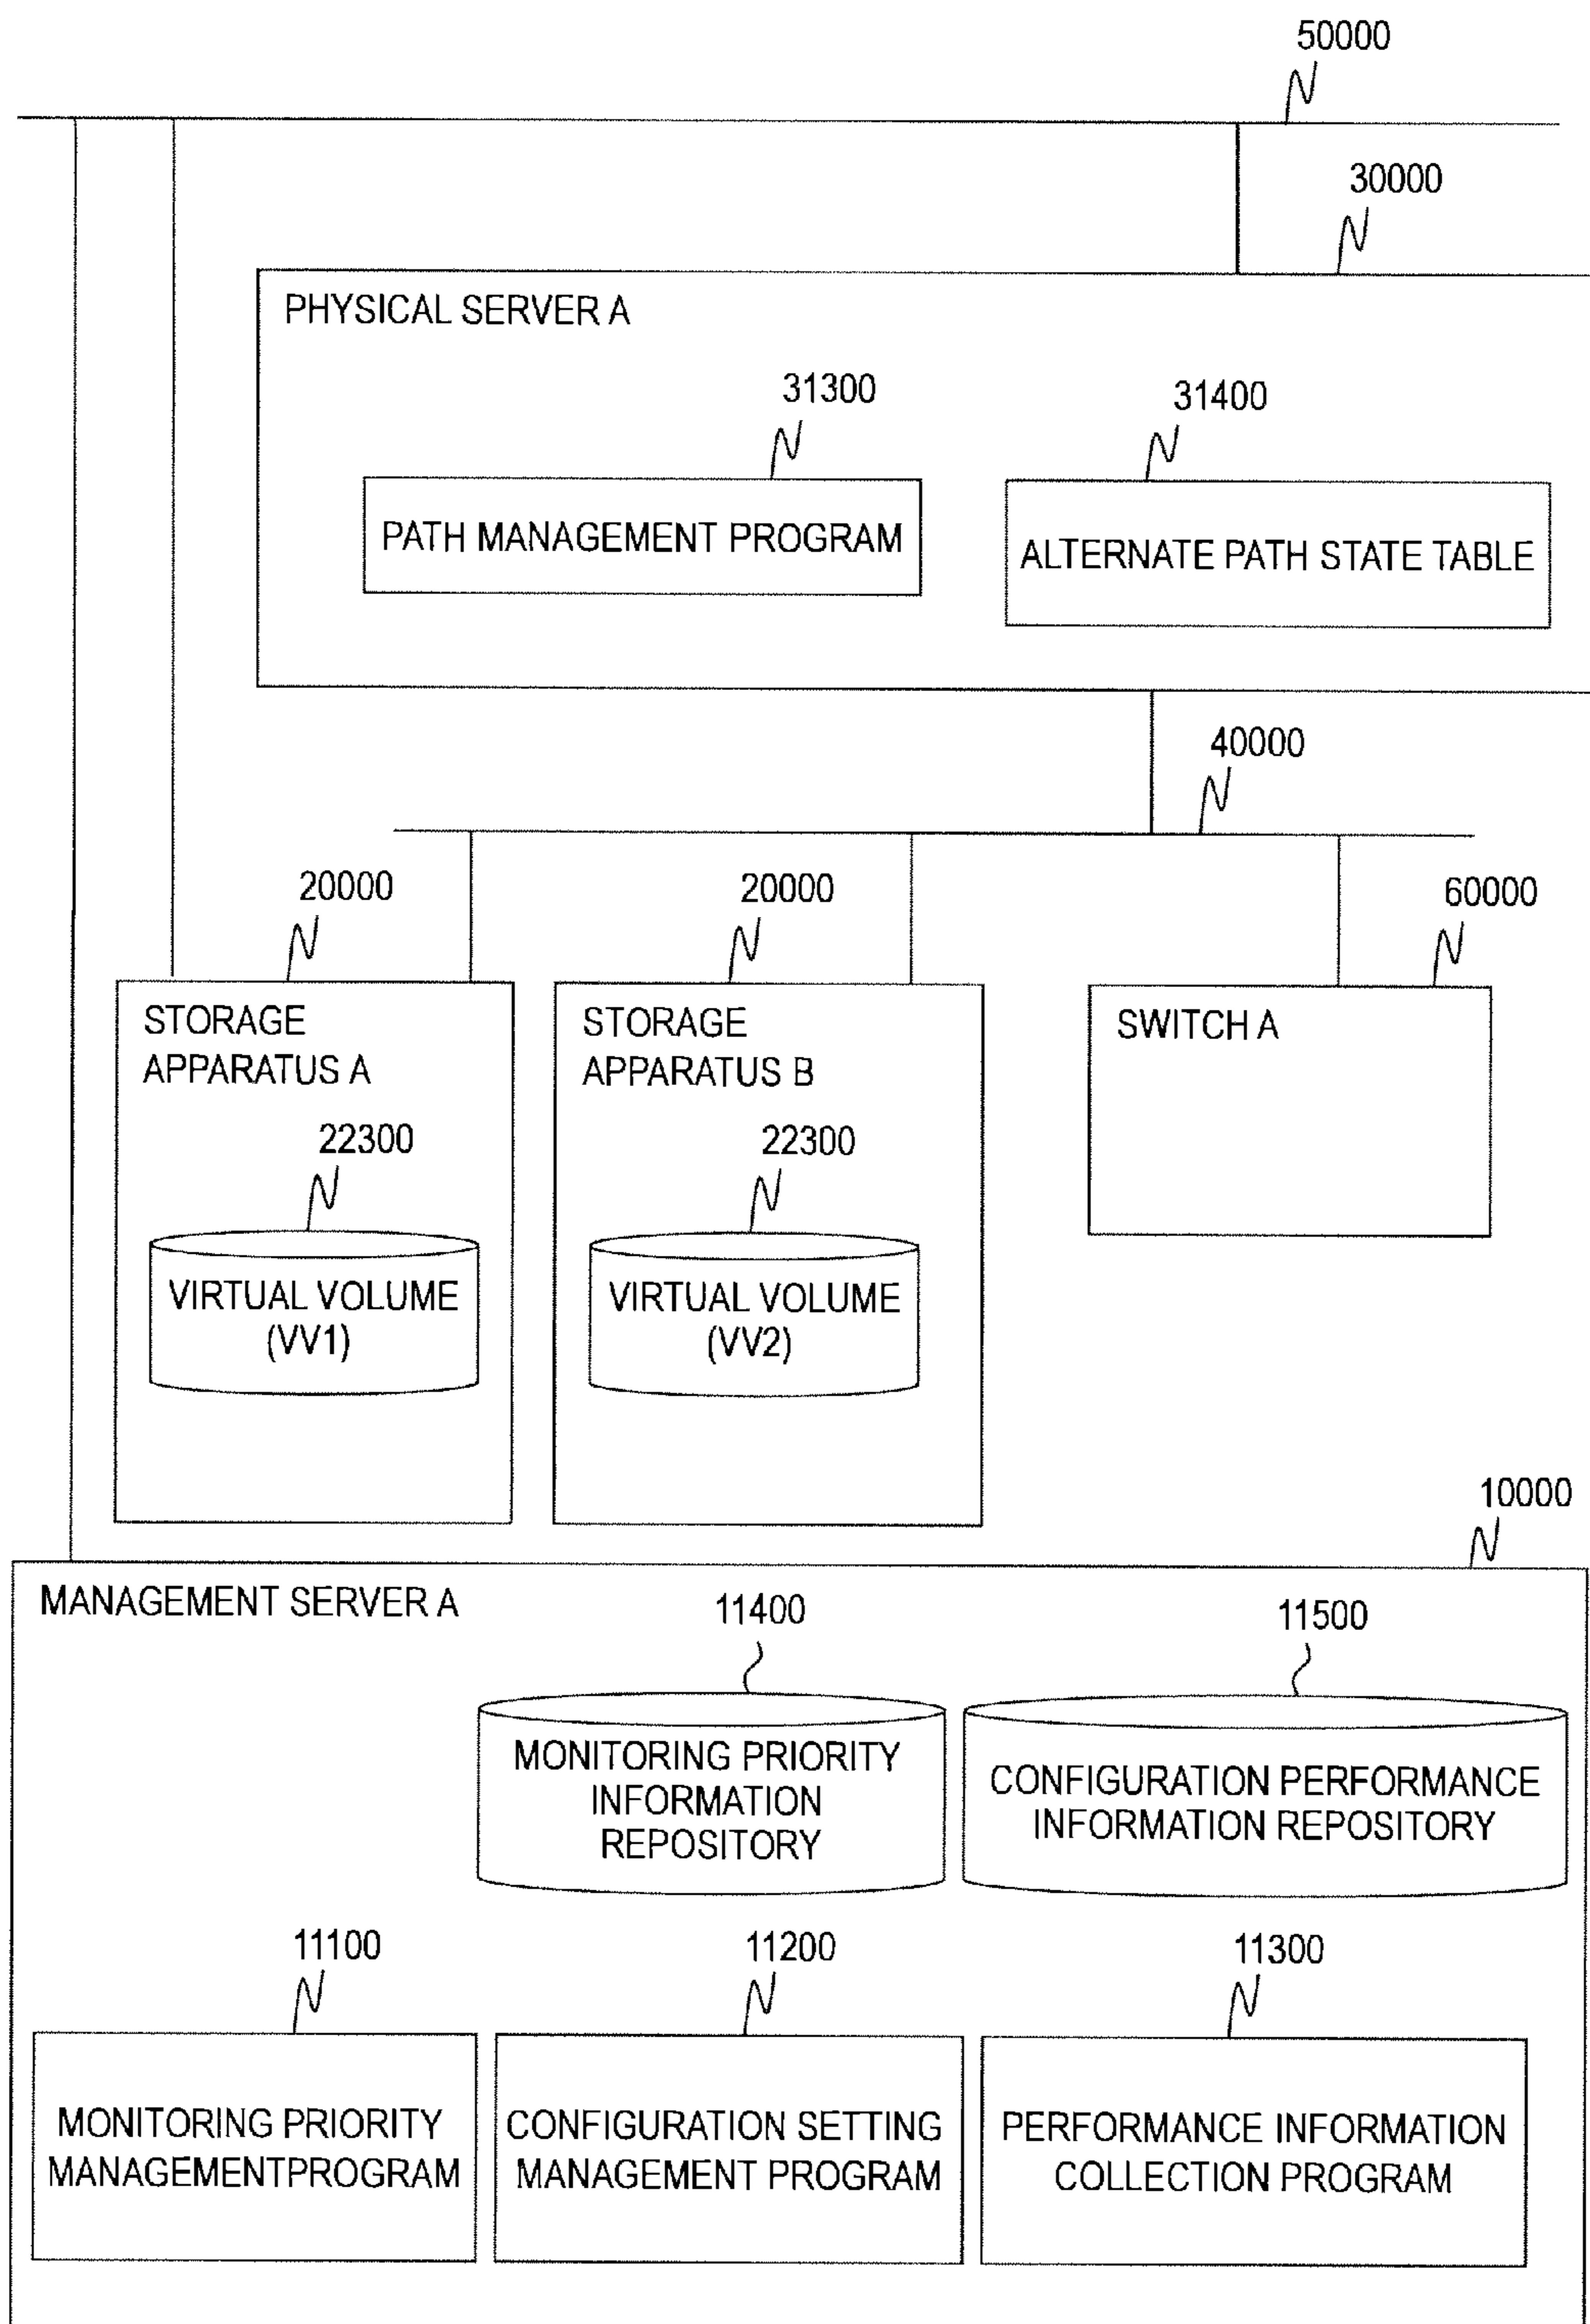 50000
30000
PHYSICAL SERVER A
31300
31400
PATH MANAGEMENT PROGRAM
ALTERNATE PATH STATE TABLE
40000
20000
20000
60000
STORAGE
APPARATUS A
STORAGE
APPARATUS B
SWITCH A
22300
22300
VIRTUAL VOLUME
(VV1)
VIRTUAL VOLUME
(VV2)
10000
MANAGEMENT SERVER A
11400
11500
MONITORING PRIORITY
INFORMATION
REPOSITORY
CONFIGURATION PERFORMANCE
INFORMATION REPOSITORY
11100
11200
11300
MONITORING PRIORITY
MANAGEMENTPROGRAM
CONFIGURATION SETTING
MANAGEMENT PROGRAM
PERFORMANCE INFORMATION
COLLECTION PROGRAM